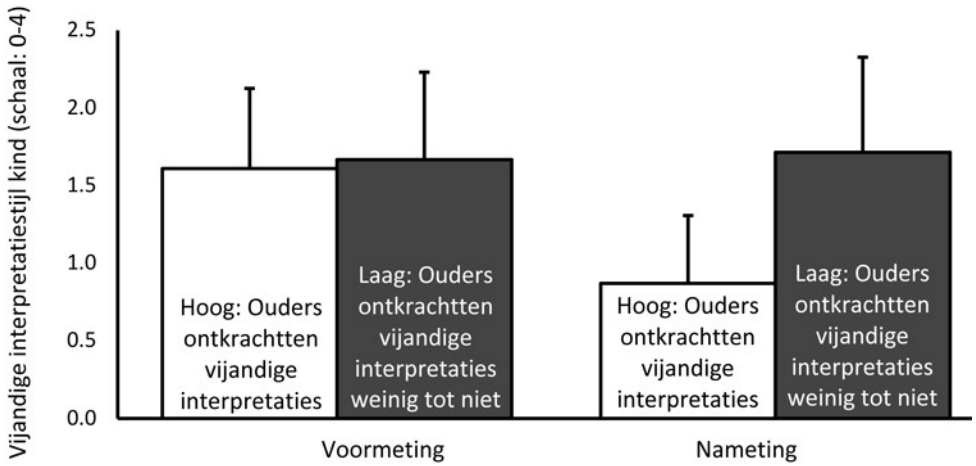 Vijandige interpretatiestijl kind (schaal: 0-4)
2.5
2.0
1.5
1.0
0.5
0.0
Hoog: Ouders
ontkrachtten
vijandige
interpretaties
Laag: Ouders
ontkrachtten
vijandige
interpretaties
weinig tot niet
Hoog: Ouders
ontkrachtten
vijandige
interpretaties
Laag: Ouders
ontkrachtten
vijandige
interpretaties
weinig tot niet
Voormeting
Nameting